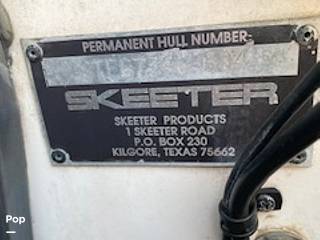 PERMANENT HULL NUMBER
SKEETER
SKEETER PRODUCTS
1 SKEETER ROAD
P.O. BOX 230
KILGORE, TEXAS 75662
Pop